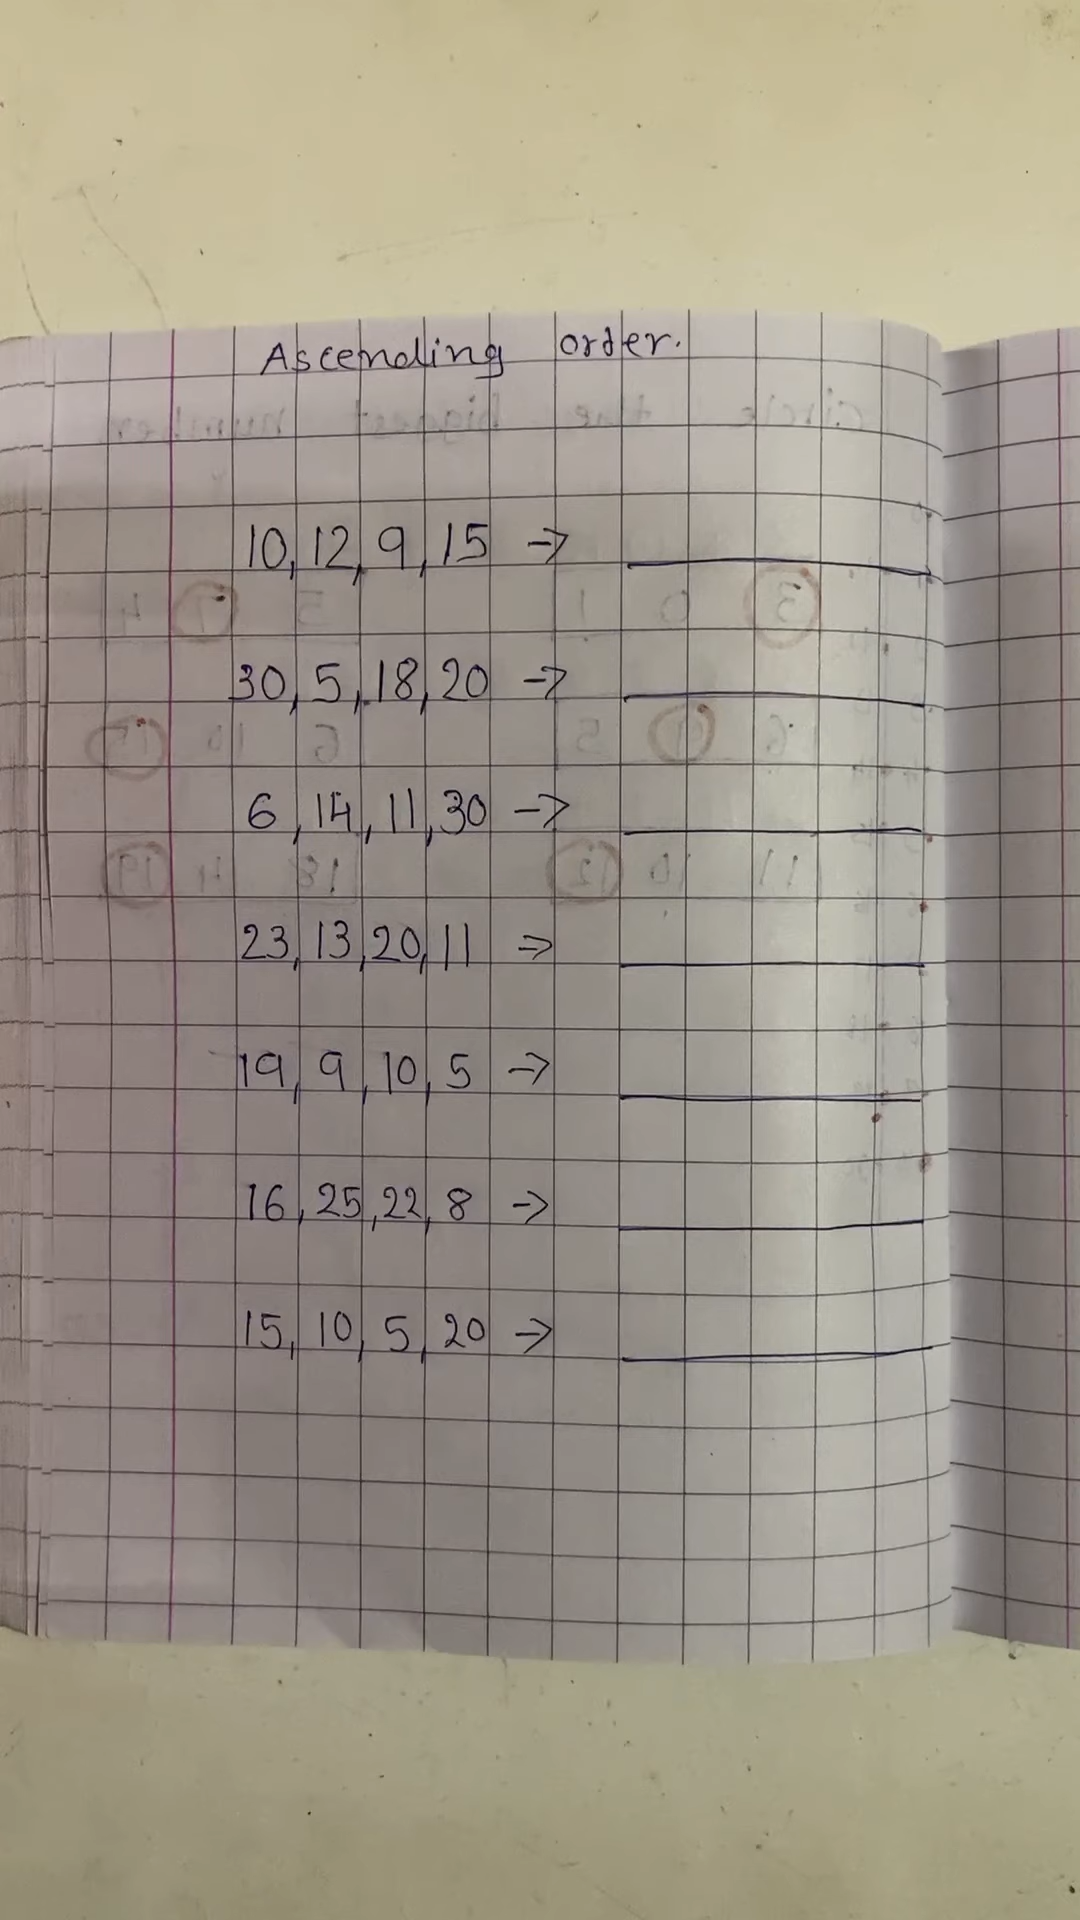 Ascending order.
10, 12, 9, 15 →
30, 5, 18, 20 →
6, 14, 11, 30 →
23, 13, 20, 11 →
19, 9, 10, 5 →
16, 25, 22, 8 →
15, 10, 5, 20 →